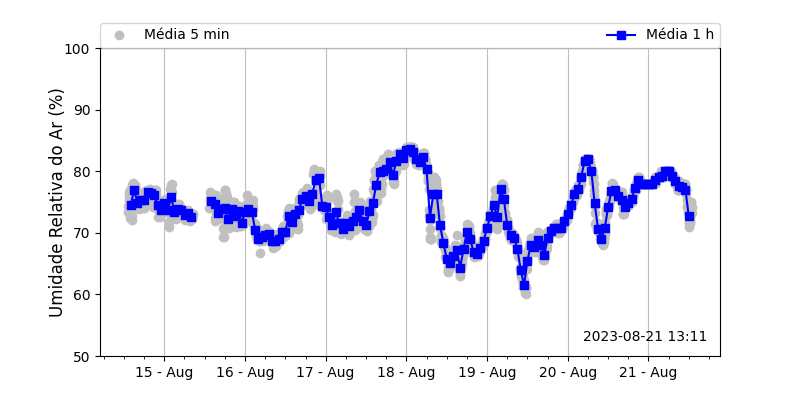 Média 5 min Média 1 h
Umidade Relativa do Ar (%)
100
90
80
70
60
50
2023-08-21 13:11
15 - Aug 16 - Aug 17 - Aug 18 - Aug 19 - Aug 20 - Aug 21 - Aug